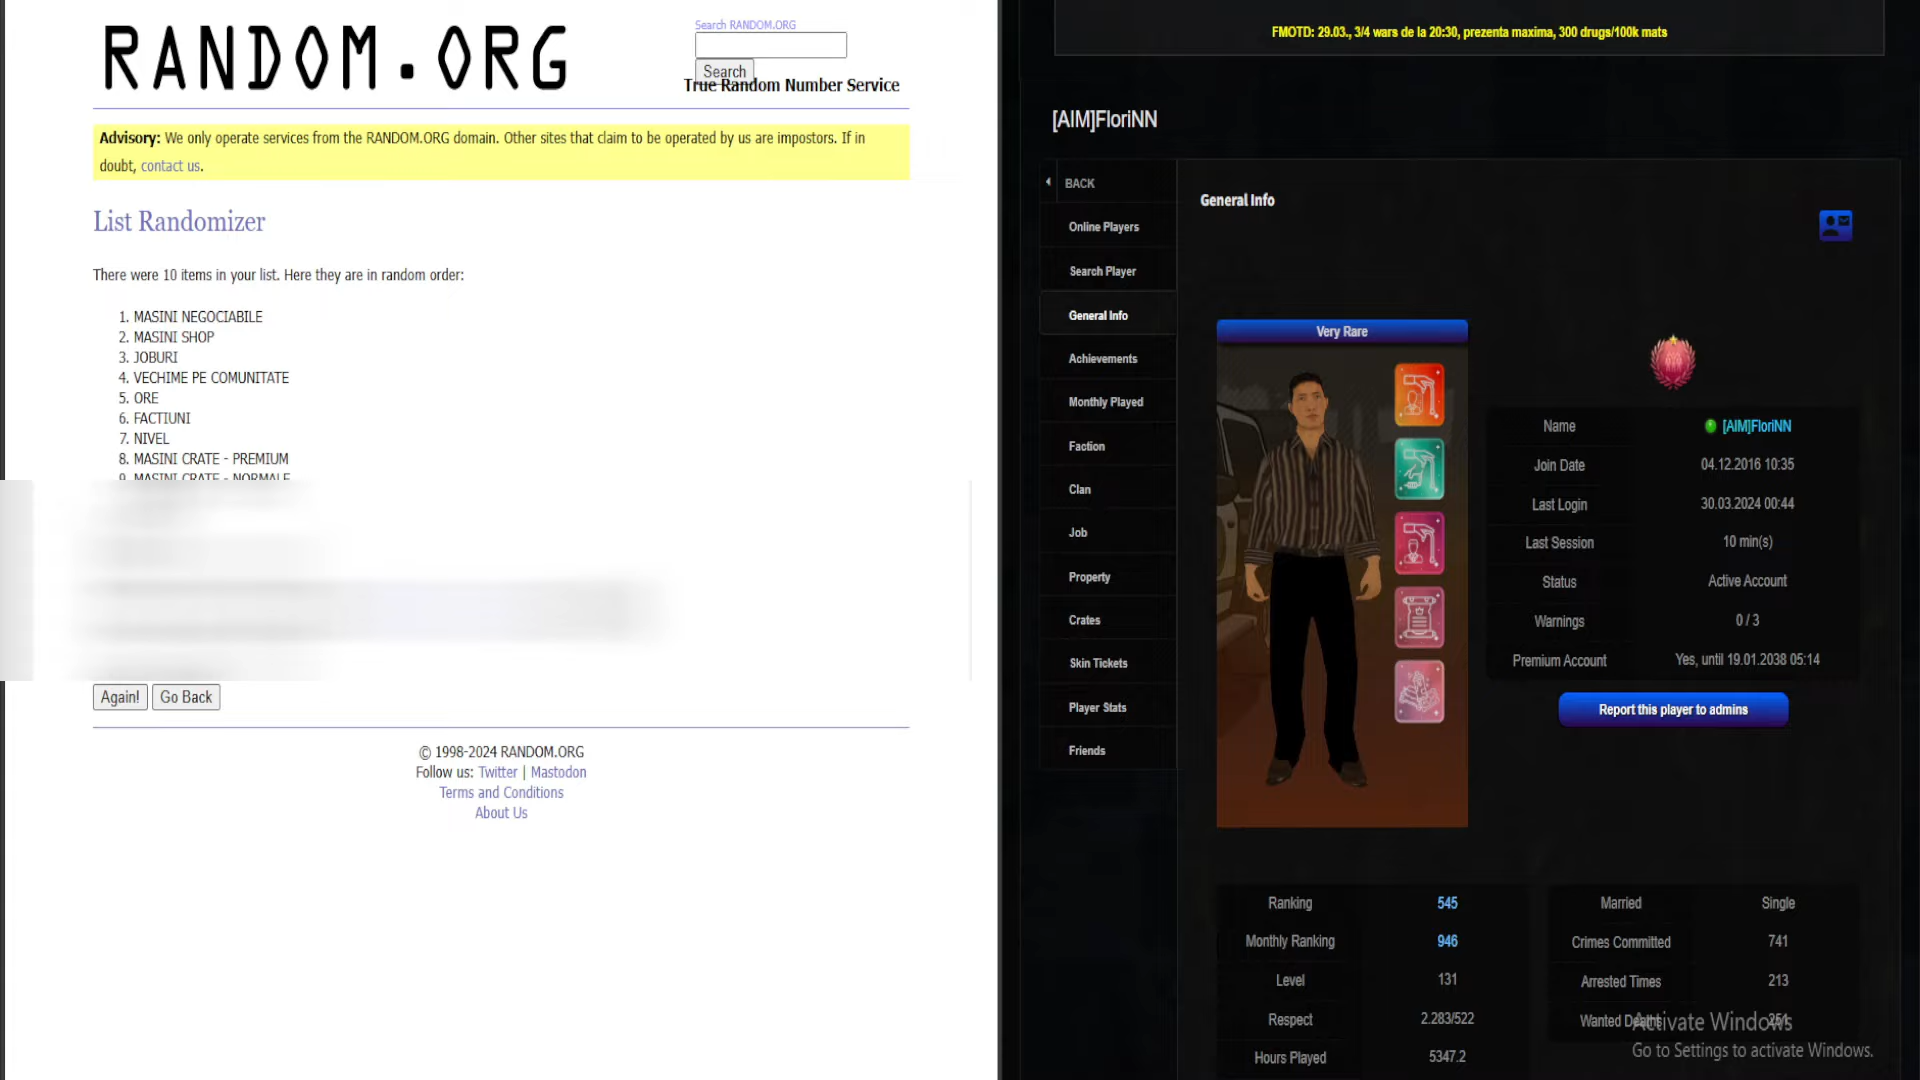 RANDOM.ORG
Search RANDOM.ORG
Search
True Random Number Service
Advisory: We only operate services from the RANDOM.ORG domain. Other sites that claim to be operated by us are impostors. If in
doubt, contact us.
List Randomizer
There were 10 items in your list. Here they are in random order:
1. MASINI NEGOCIABILE
2. MASINI SHOP
3. JOBURI
4. VECHIME PE COMUNITATE
5. ORE
6. FACTIUNI
7. NIVEL
8. MASINI CRATE - PREMIUM
9. MASINI CRATE - NORMALE
Again! Go Back
© 1998-2024 RANDOM.ORG
Follow us: Twitter | Mastodon
Terms and Conditions
About Us
FMOTD: 29.03., 3/4 wars de la 20:30, prezenta maxima, 300 drugs/100k mats
[AIM]FloriNN
BACK
Online Players
Search Player
General Info
Achievements
Monthly Played
Faction
Clan
Job
Property
Crates
Skin Tickets
Player Stats
Friends
General Info
Very Rare
Name [AIM]FloriNN
Join Date 04.12.2016 10:35
Last Login 30.03.2024 00:44
Last Session 10 min(s)
Status Active Account
Warnings 0 / 3
Premium Account Yes, until 19.01.2038 05:14
Report this player to admins
Ranking 545
Monthly Ranking 946
Level 131
Respect 2.283/522
Hours Played 5347.2
Married Single
Crimes Committed 741
Arrested Times 213
Wanted Deaths
Activate Windows
Go to Settings to activate Windows.